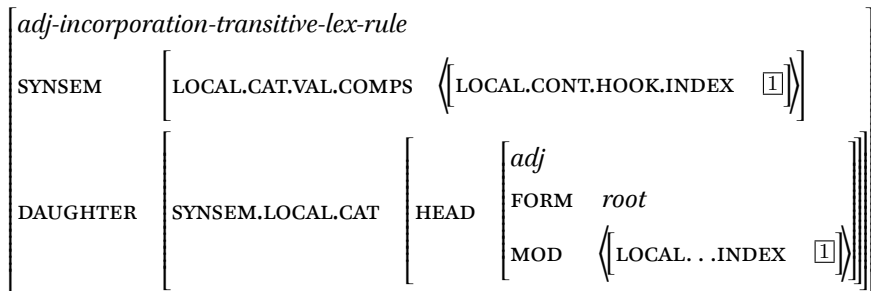 adj-incorporation-transitive-lex-rule
SYNSEM [LOCAL.CAT.VAL.COMPS ⟨[LOCAL.CONT.HOOK.INDEX 1]⟩]
adj
DAUGHTER [SYNSEM.LOCAL.CAT [HEAD [FORM root
MOD ⟨[LOCAL. . .INDEX 1]⟩]]]